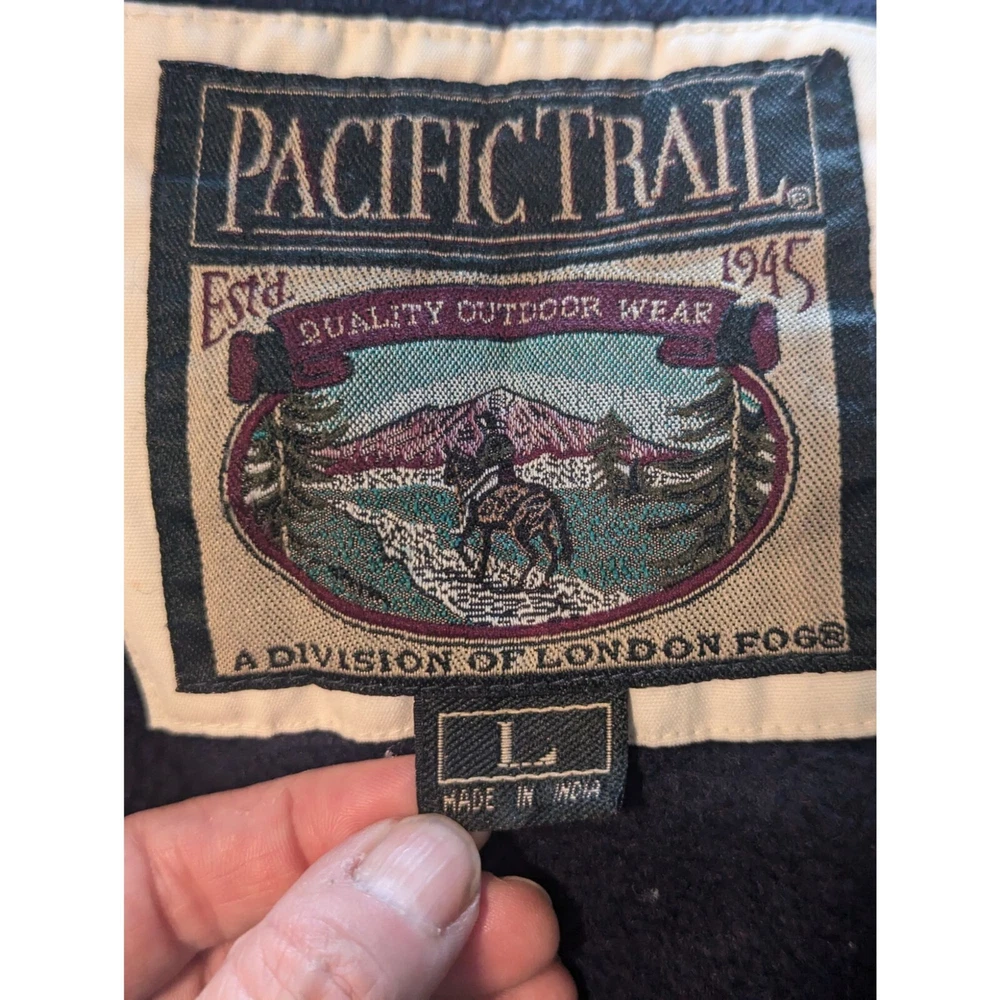 PACIFIC TRAIL®
Est'd 1945
QUALITY OUTDOOR WEAR
A DIVISION OF LONDON FOG®
L
MADE IN INDIA